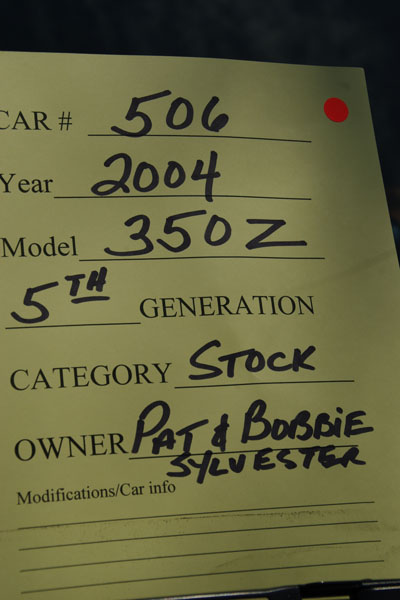 CAR # 506
Year 2004
Model 350Z
5TH GENERATION
CATEGORY STOCK
OWNER PAT & BOBBIE
SYLVESTER
Modifications/Car info